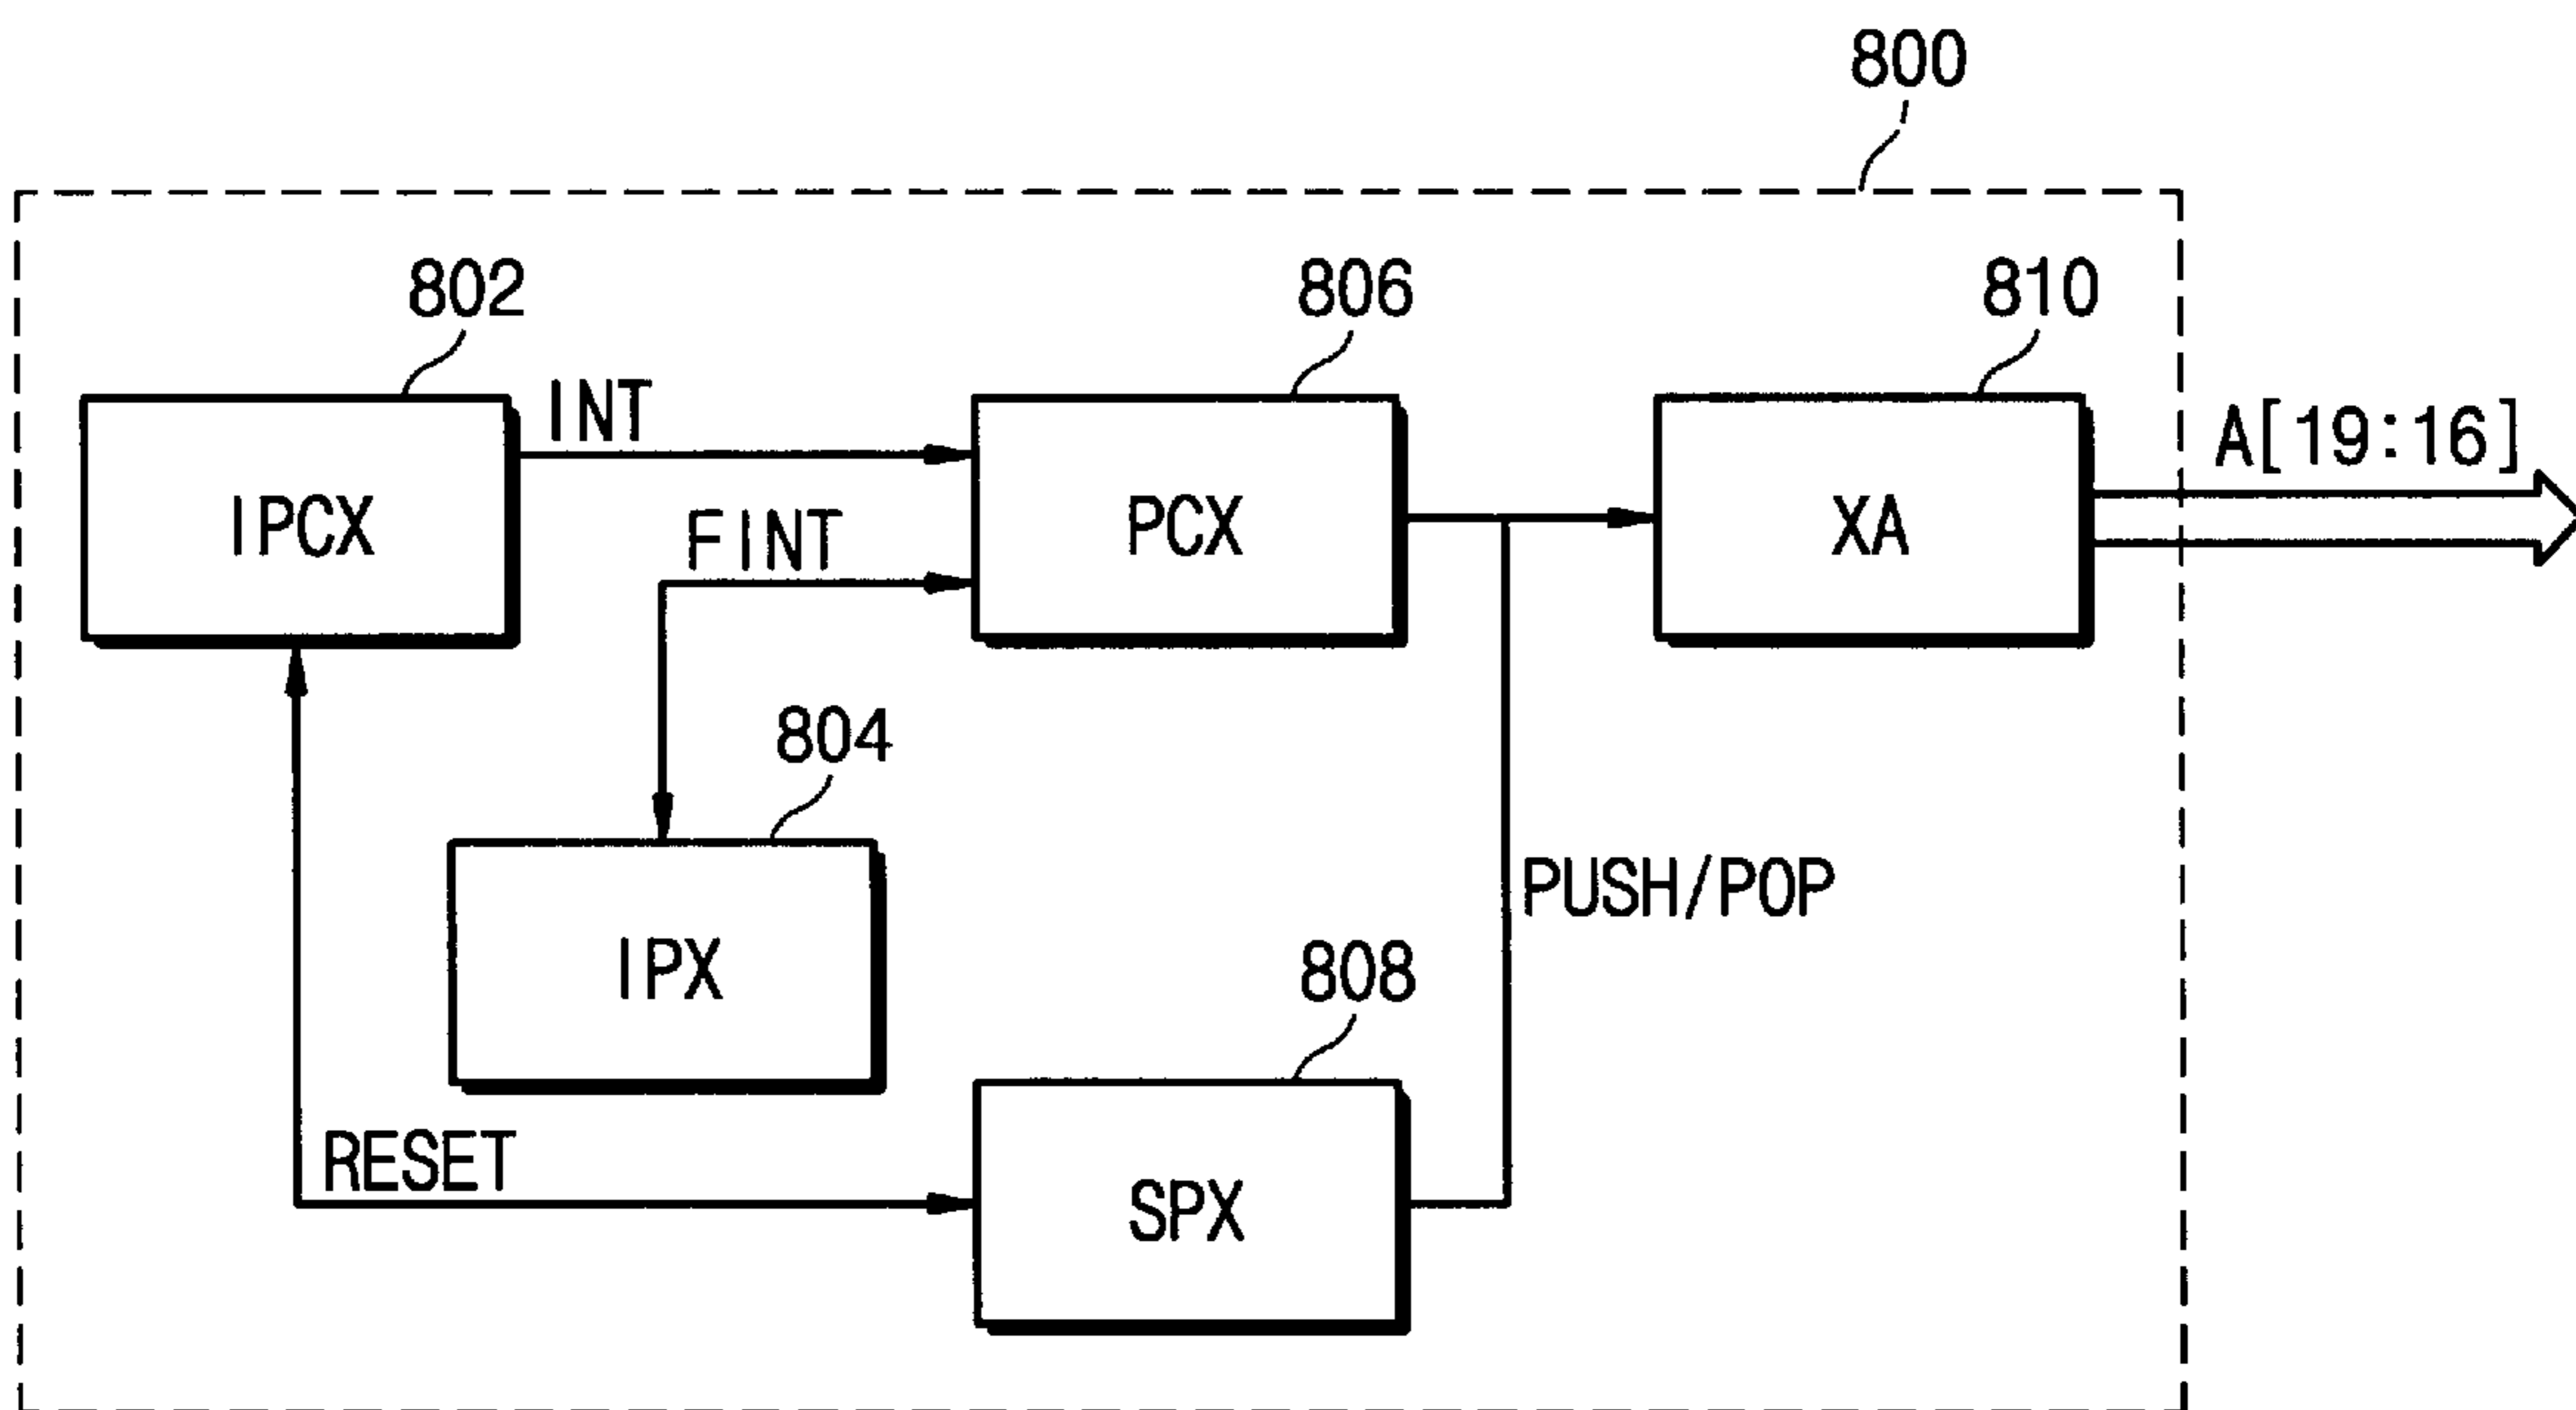 800
802
806
810
INT
A[19:16]
IPCX
FINT
PCX
XA
804
PUSH/POP
IPX
808
RESET
SPX